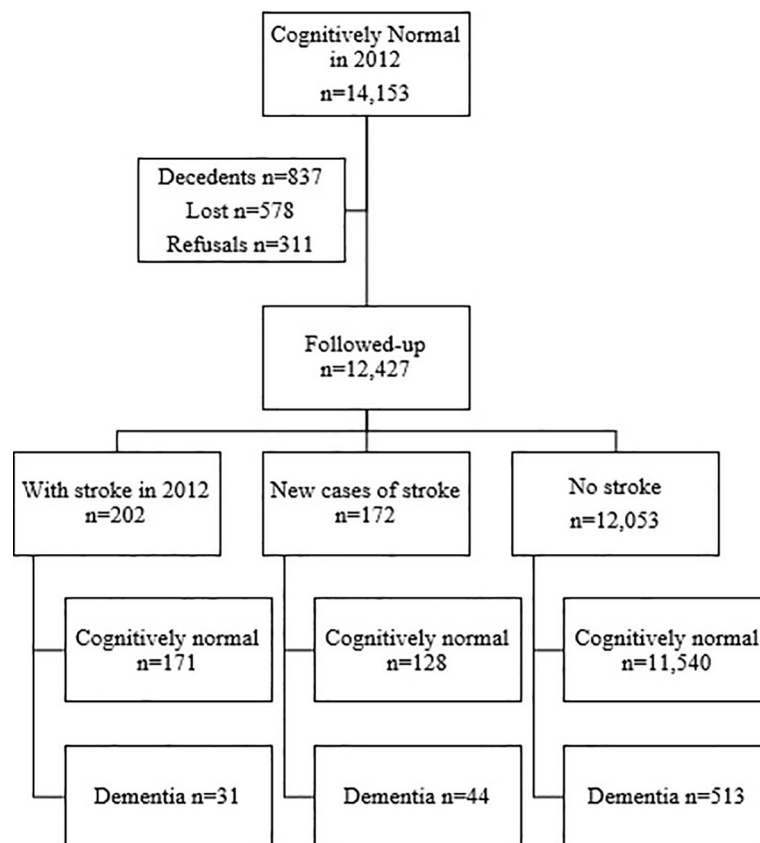 Cognitively Normal
in 2012
n=14,153
Decedents n=837
Lost n=578
Refusals n=311
Followed-up
n=12,427
With stroke in 2012
n=202
New cases of stroke
n=172
No stroke
n=12,053
Cognitively normal
n=171
Cognitively normal
n=128
Cognitively normal
n=11,540
Dementia n=31
Dementia n=44
Dementia n=513